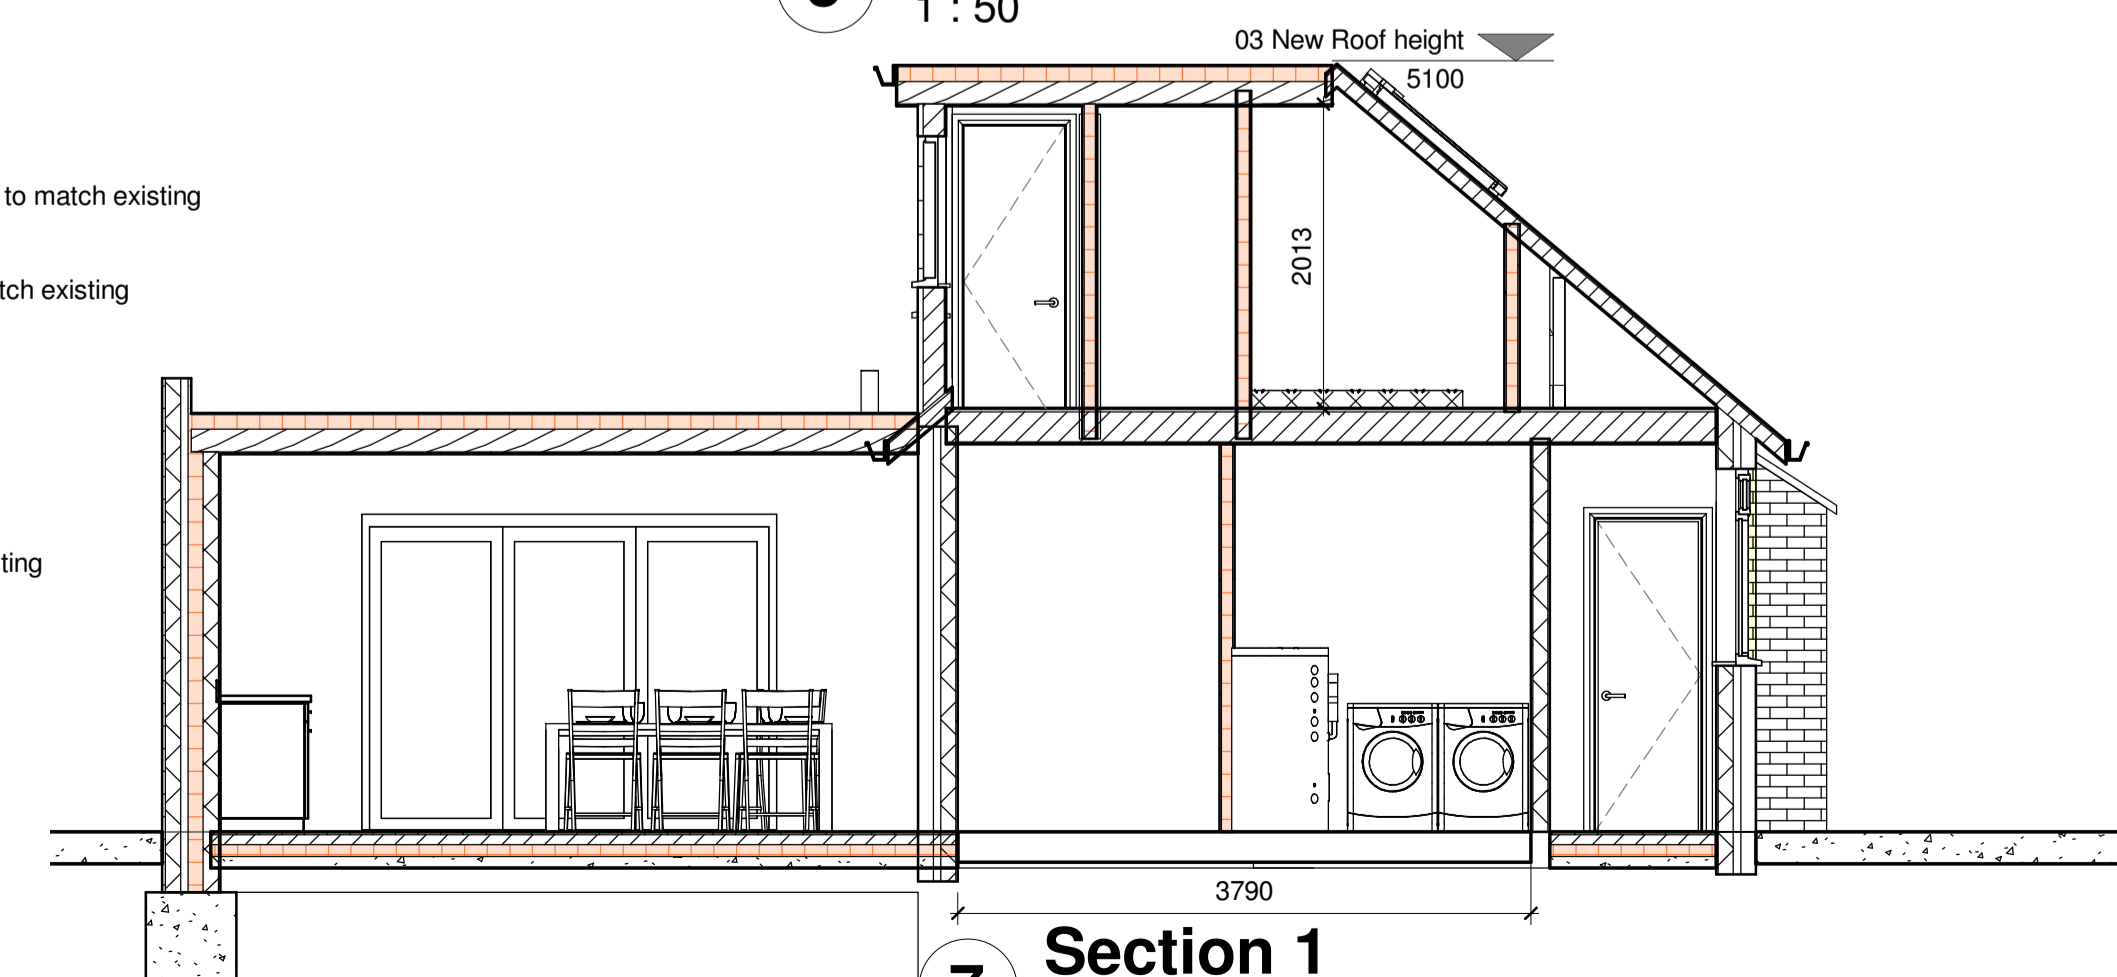 1 : 50
03 New Roof height
5100
to match existing
tch existing
2013
ting
3790
Section 1